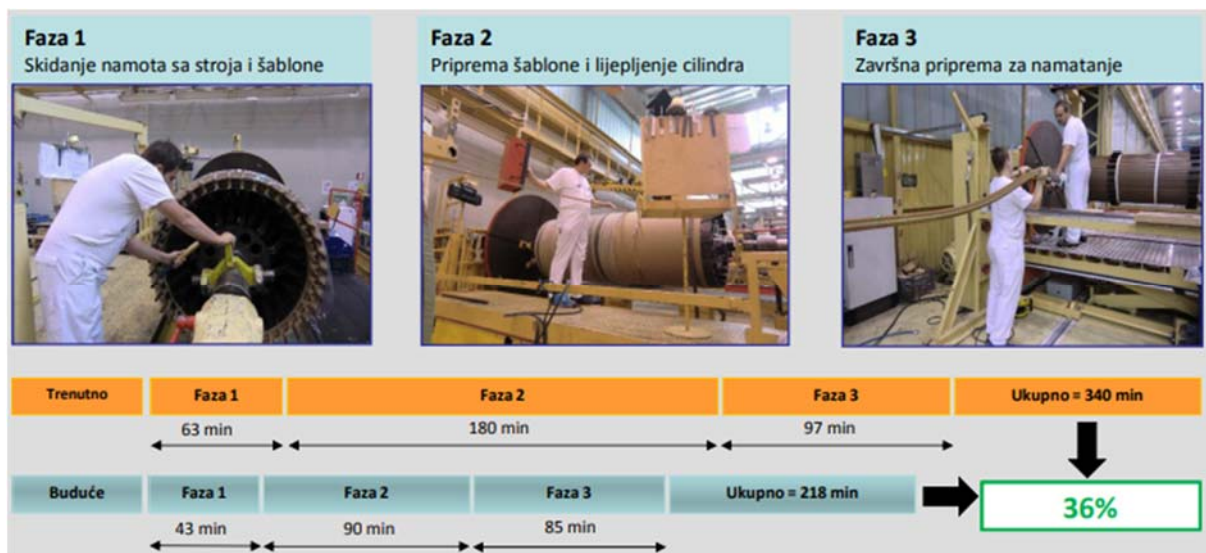 Faza 1
Skidanje namota sa stroja i šablone
Faza 2
Priprema šablone i lijepljenje cilindra
Faza 3
Završna priprema za namatanje
Trenutno
Faza 1
Faza 2
Faza 3
Ukupno = 340 min
63 min
180 min
97 min
Buduće
Faza 1
Faza 2
Faza 3
Ukupno = 218 min
36%
43 min
90 min
85 min